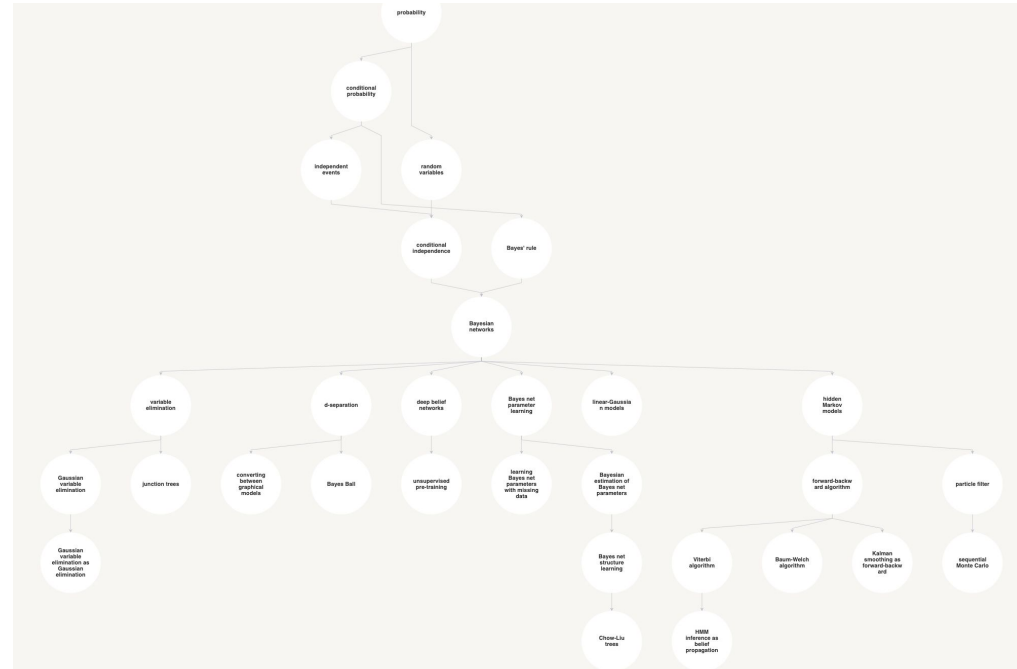 probability
conditional
probability
independent
events
random
variables
conditional
independence
Bayes' rule
Bayesian
networks
variable
elimination
d-separation
deep belief
networks
Bayes net
parameter
learning
linear-Gaussia
n models
hidden
Markov
models
Gaussian
variable
elimination
junction trees
converting
between
graphical
models
Bayes Ball
unsupervised
pre-training
learning
Bayes net
parameters
with missing
data
Bayesian
estimation of
Bayes net
parameters
forward-backw
ard algorithm
particle filter
Gaussian
variable
elimination as
Gaussian
elimination
Bayes net
structure
learning
Viterbi
algorithm
Baum-Welch
algorithm
Kalman
smoothing as
forward-backw
ard
sequential
Monte Carlo
Chow-Liu
trees
HMM
inference as
belief
propagation